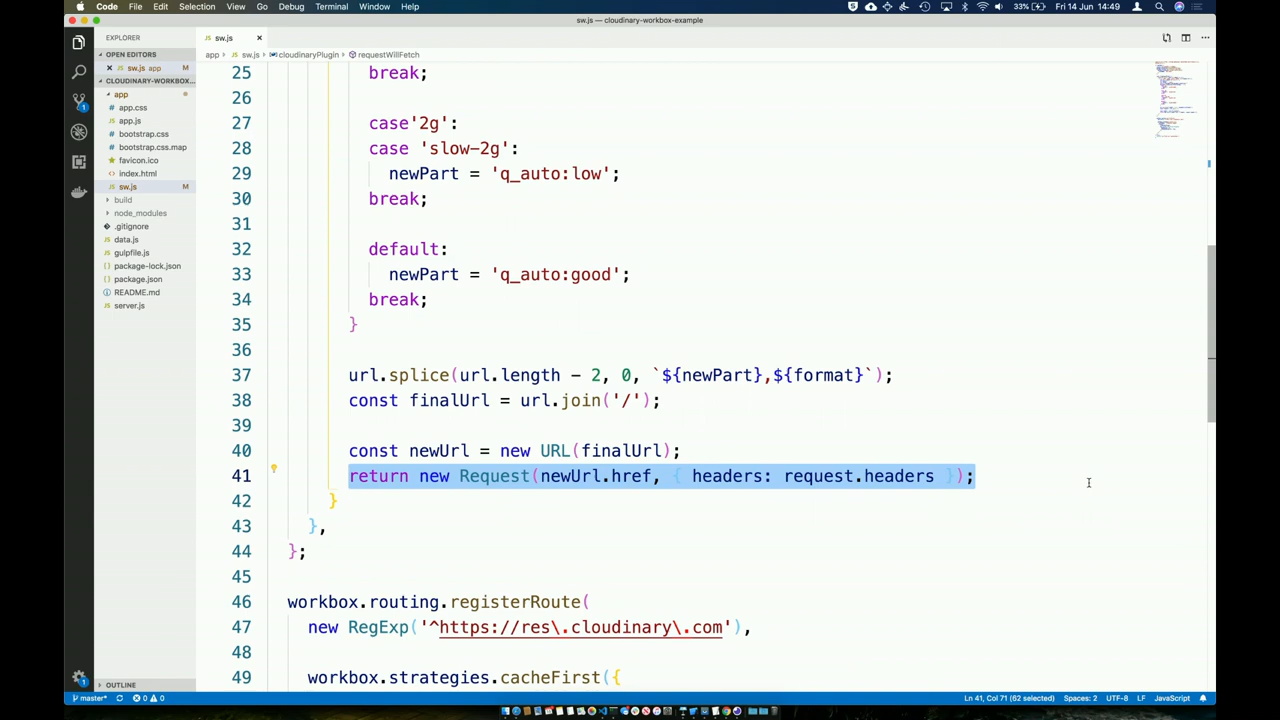 Code File Edit Selection View Go Debug Terminal Window Help 33% Fri 14 Jun 14:49
sw.js — cloudinary-workbox-example
EXPLORER
OPEN EDITORS
sw.js app M
CLOUDINARY-WORKBOX...
app
app.css
app.js
bootstrap.css
bootstrap.css.map
favicon.ico
index.html
sw.js M
build
node_modules
.gitignore
data.js
gulpfile.js
package-lock.json
package.json
README.md
server.js
OUTLINE
sw.js
app › sw.js › cloudinaryPlugin › requestWillFetch
25 break;
26
27 case'2g':
28 case 'slow-2g':
29 newPart = 'q_auto:low';
30 break;
31
32 default:
33 newPart = 'q_auto:good';
34 break;
35 }
36
37 url.splice(url.length - 2, 0, `${newPart},${format}`);
38 const finalUrl = url.join('/');
39
40 const newUrl = new URL(finalUrl);
41 return new Request(newUrl.href, { headers: request.headers });
42 }
43 },
44 };
45
46 workbox.routing.registerRoute(
47 new RegExp('^https://res\.cloudinary\.com'),
48
49 workbox.strategies.cacheFirst({
master* 0 0 Ln 41, Col 71 (62 selected) Spaces: 2 UTF-8 LF JavaScript